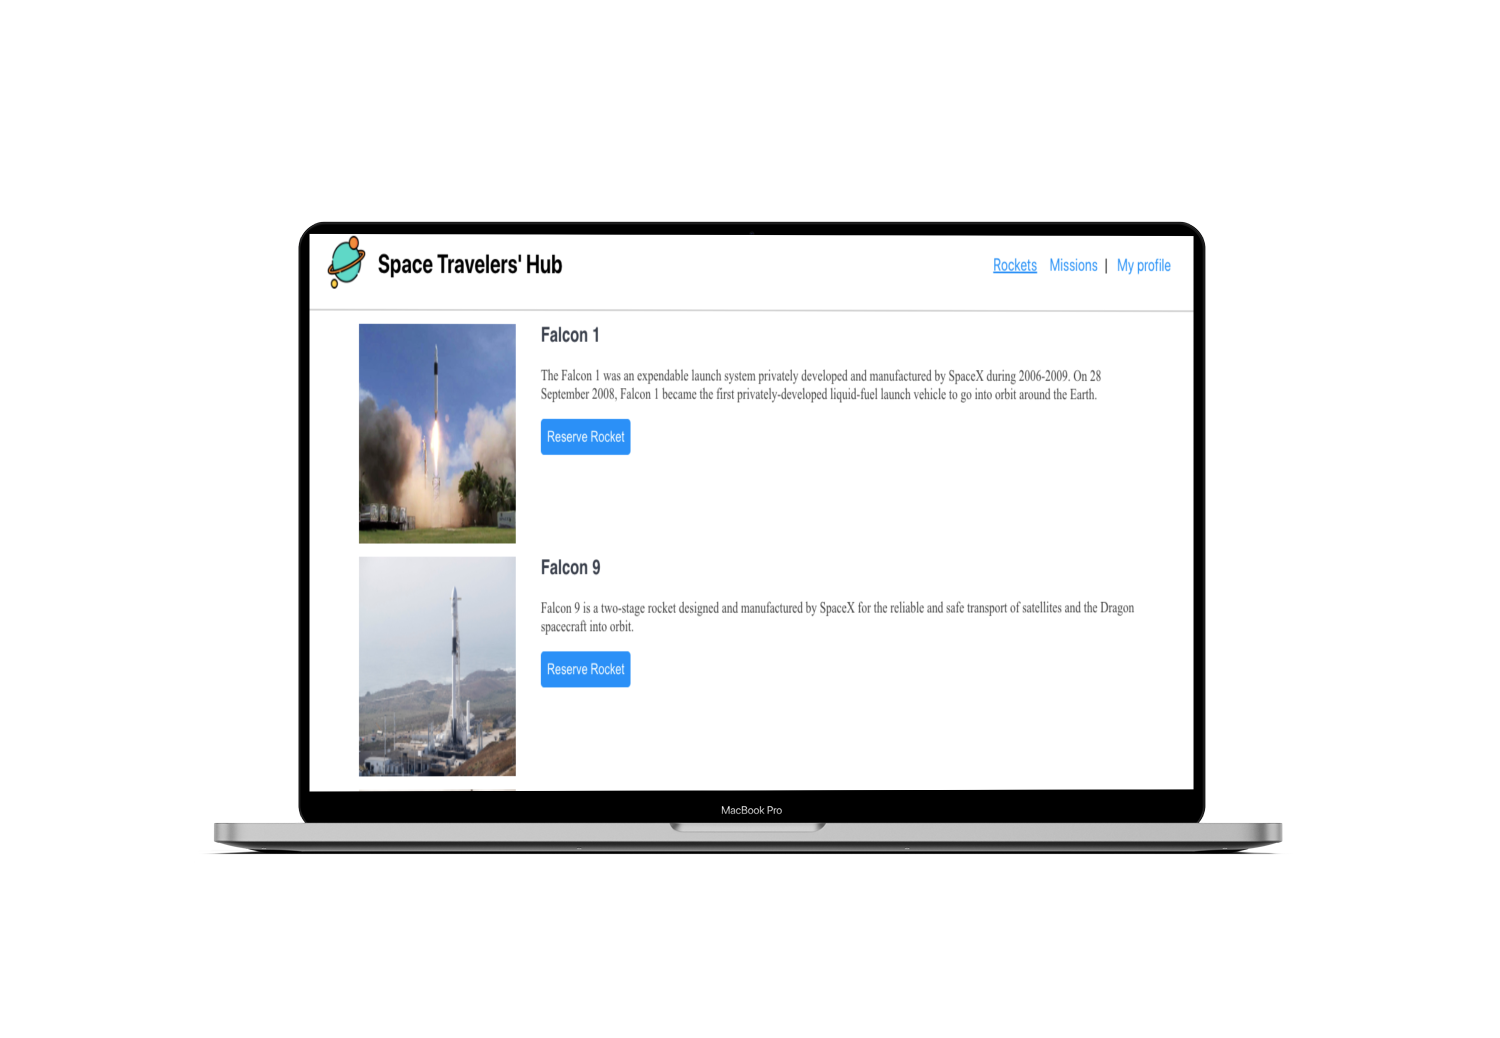 Space Travelers' Hub
Rockets Missions | My profile
Falcon 1
The Falcon 1 was an expendable launch system privately developed and manufactured by SpaceX during 2006-2009. On 28
September 2008, Falcon 1 became the first privately-developed liquid-fuel launch vehicle to go into orbit around the Earth.
Reserve Rocket
Falcon 9
Falcon 9 is a two-stage rocket designed and manufactured by SpaceX for the reliable and safe transport of satellites and the Dragon
spacecraft into orbit.
Reserve Rocket
MacBook Pro